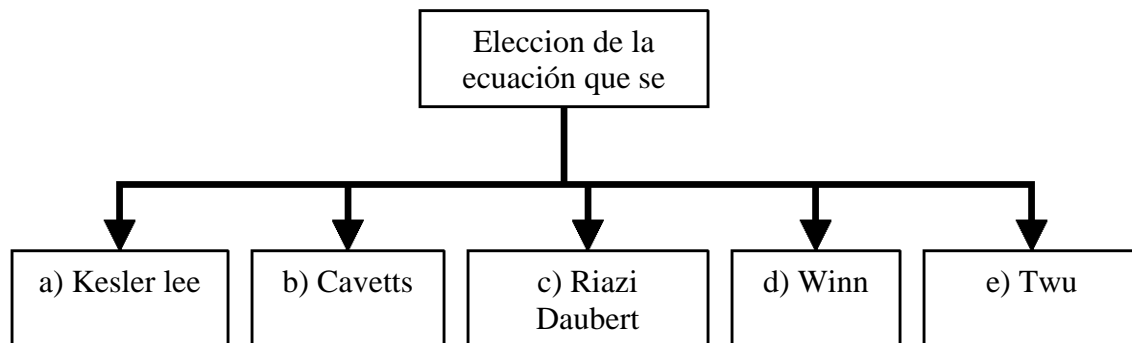 Eleccion de la
ecuación que se
a) Kesler lee
b) Cavetts
c) Riazi
Daubert
d) Winn
e) Twu